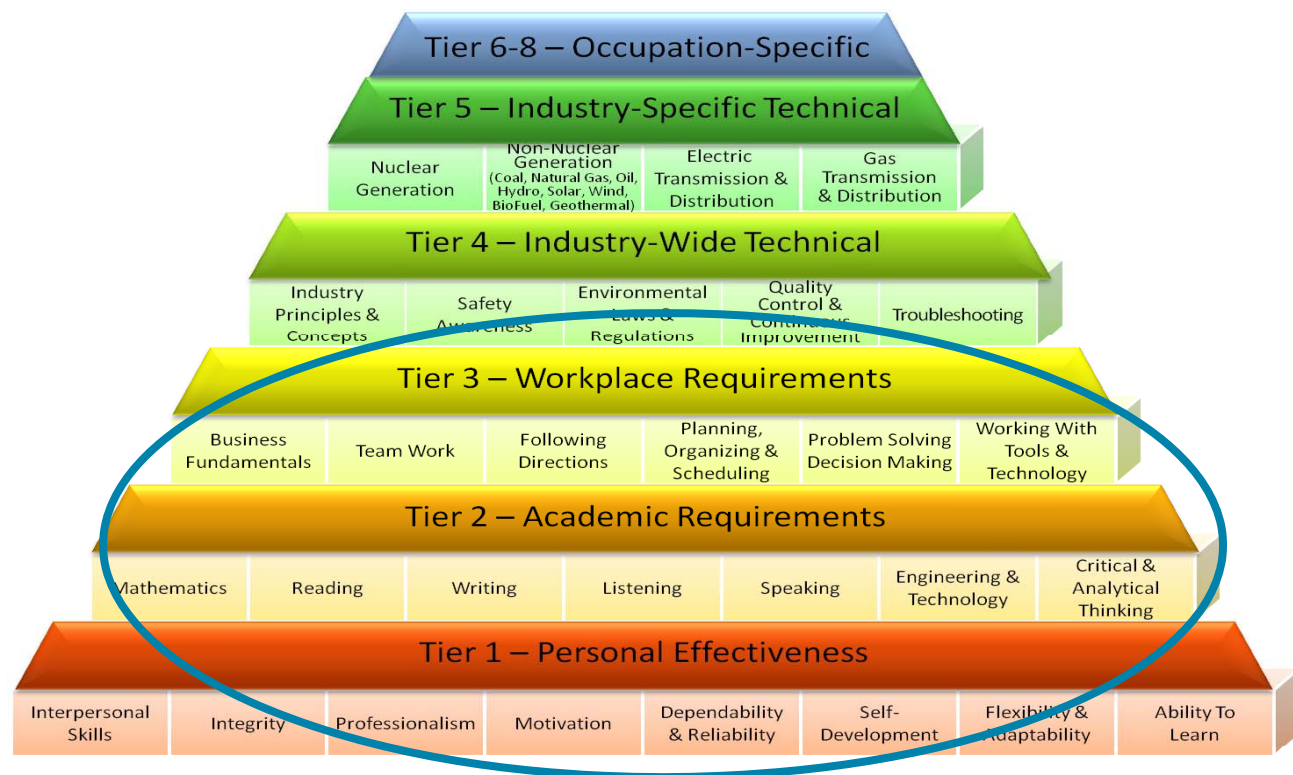 Tier 6-8 – Occupation-Specific
Tier 5 – Industry-Specific Technical
Nuclear
Generation
Non-Nuclear
Generation
(Coal, Natural Gas, Oil,
Hydro, Solar, Wind,
BioFuel, Geothermal)
Electric
Transmission &
Distribution
Gas
Transmission
& Distribution
Tier 4 – Industry-Wide Technical
Industry
Principles &
Concepts
Safety
Awareness
Environmental
Laws &
Regulations
Quality
Control &
Continuous
Improvement
Troubleshooting
Tier 3 – Workplace Requirements
Business
Fundamentals
Team Work
Following
Directions
Planning,
Organizing &
Scheduling
Problem Solving
Decision Making
Working With
Tools &
Technology
Tier 2 – Academic Requirements
Mathematics
Reading
Writing
Listening
Speaking
Engineering &
Technology
Critical &
Analytical
Thinking
Tier 1 – Personal Effectiveness
Interpersonal
Skills
Integrity
Professionalism
Motivation
Dependability
& Reliability
Self-
Development
Flexibility &
Adaptability
Ability To
Learn